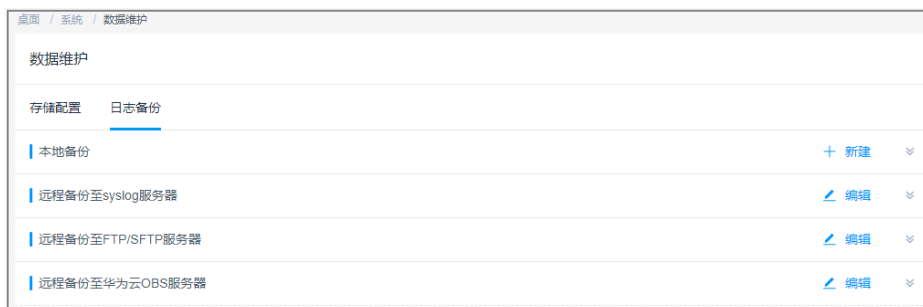 桌面 / 系统 / 数据维护
数据维护
存储配置 日志备份
本地备份 新建
远程备份至syslog服务器 编辑
远程备份至FTP/SFTP服务器 编辑
远程备份至华为云OBS服务器 编辑